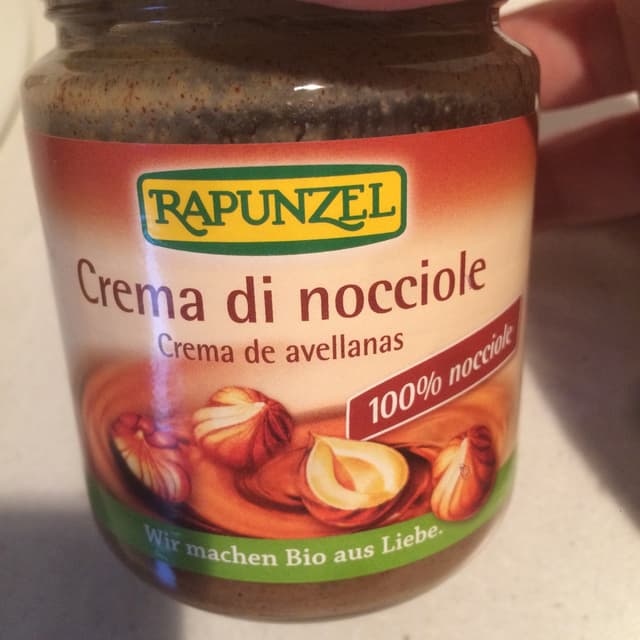 RAPUNZEL
Crema di nocciole
Crema de avellanas
100% nocciole
Wir machen Bio aus Liebe.